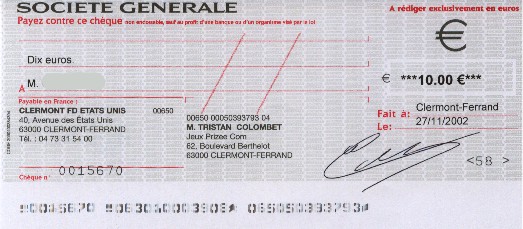 SOCIETE GENERALE
A rédiger exclusivement en euros
Payez contre ce chèque non endossable, sauf au profit d'une banque ou d'un organisme visé par la loi
€
Dix euros.
€ ***10.00 €***
A M.
Payable en France :
CLERMONT FD ETATS UNIS 00650
40, Avenue des États Unis
63000 CLERMONT-FERRAND
Tél. : 04 73 31 54 00
00650 00050393793 04
M. TRISTAN COLOMBET
Jeux Prizee Com
62, Boulevard Berthelot
63000 CLERMONT-FERRAND
Fait à: Clermont-Ferrand
Le: 27/11/2002
<58 >
Chèque n° 0015670